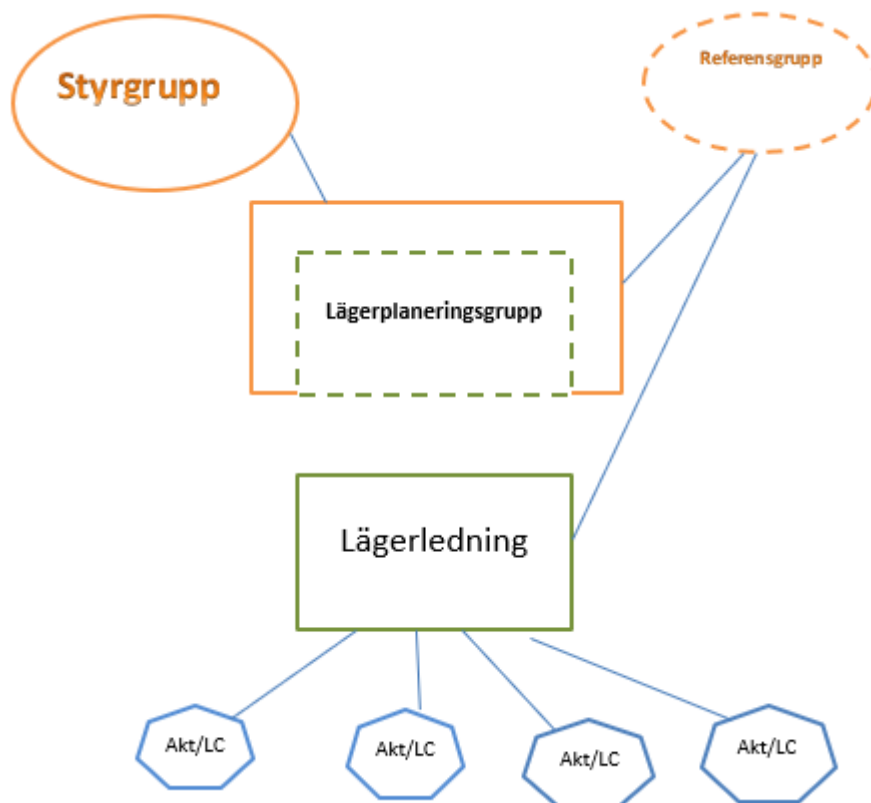 Styrgrupp
Referensgrupp
Lägerplaneringsgrupp
Lägerledning
Akt/LC
Akt/LC
Akt/LC
Akt/LC